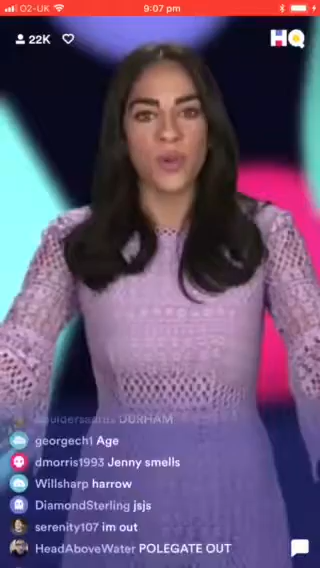 O2-UK 9:07 pm
22K
HQ
bouldersaurus DURHAM
georgech1 Age
dmorris1993 Jenny smells
Willsharp harrow
DiamondSterling jsjs
serenity107 im out
HeadAboveWater POLEGATE OUT